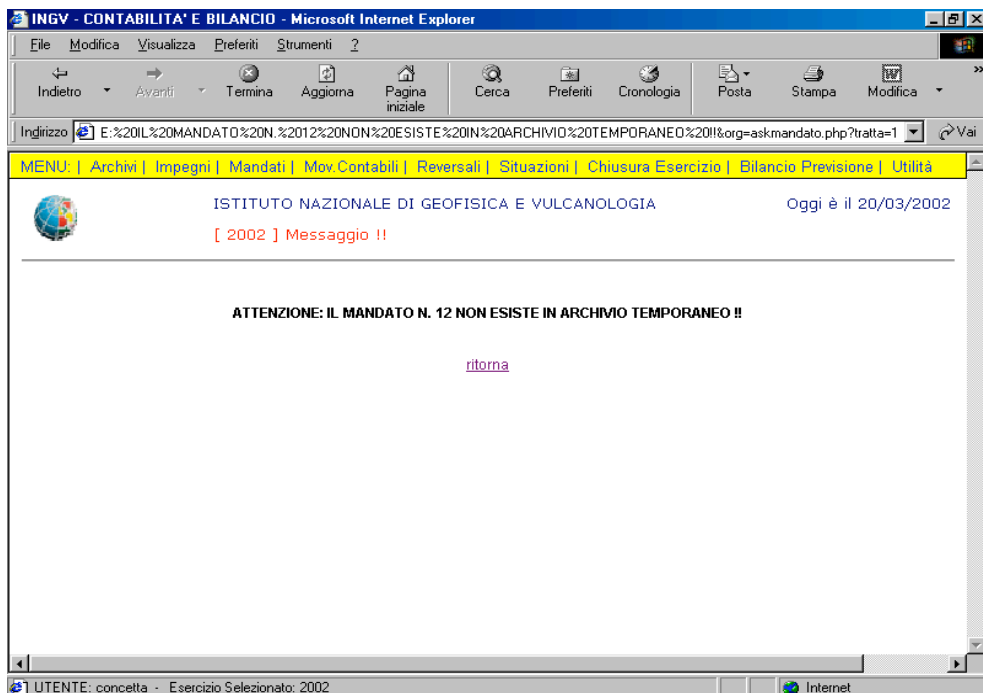 INGV - CONTABILITA' E BILANCIO - Microsoft Internet Explorer
File Modifica Visualizza Preferiti Strumenti ?
Indietro Avanti Termina Aggiorna Pagina iniziale Cerca Preferiti Cronologia Posta Stampa Modifica »
Indirizzo E:%20IL%20MANDATO%20N.%2012%20NON%20ESISTE%20IN%20ARCHIVIO%20TEMPORANEO%20!!&org=askmandato.php?tratta=1 Vai
MENU: | Archivi | Impegni | Mandati | Mov.Contabili | Reversali | Situazioni | Chiusura Esercizio | Bilancio Previsione | Utilità
ISTITUTO NAZIONALE DI GEOFISICA E VULCANOLOGIA Oggi è il 20/03/2002
[ 2002 ] Messaggio !!
ATTENZIONE: IL MANDATO N. 12 NON ESISTE IN ARCHIVIO TEMPORANEO !!
ritorna
UTENTE: concetta - Esercizio Selezionato: 2002 Internet